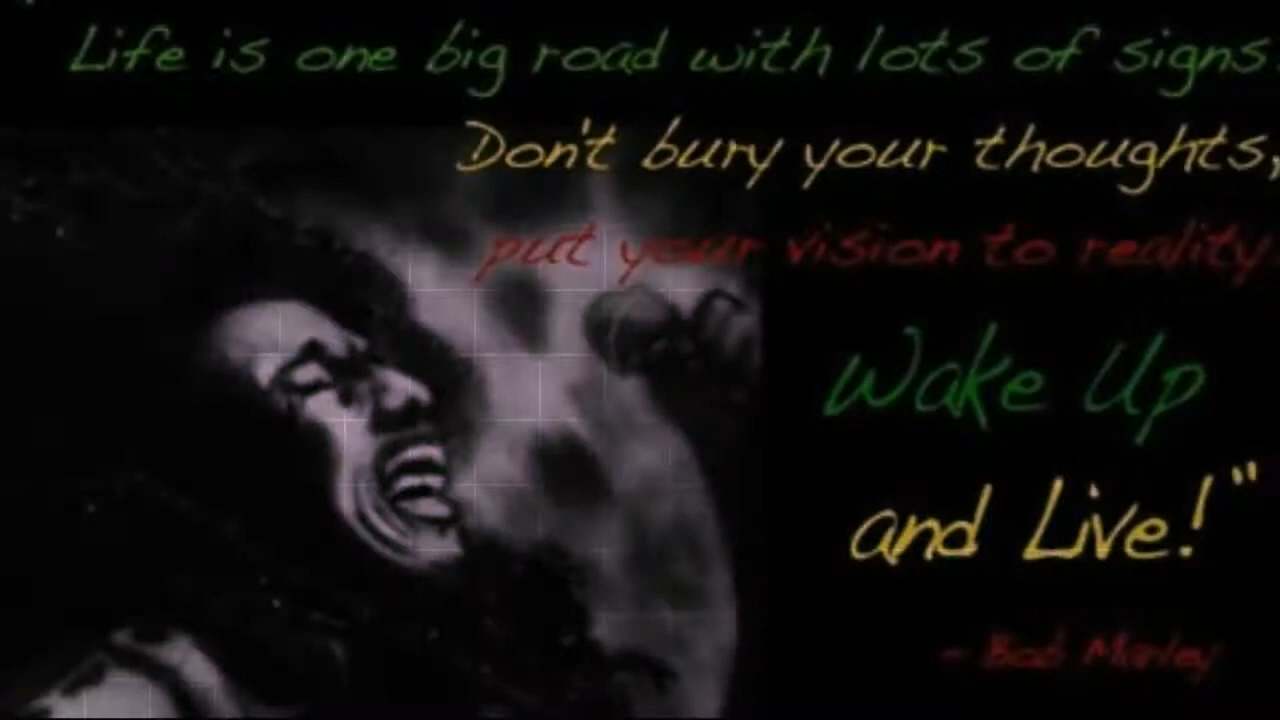 Life is one big road with lots of signs.
Don't bury your thoughts,
put your vision to reality.
Wake Up
and Live!"
- Bob Marley